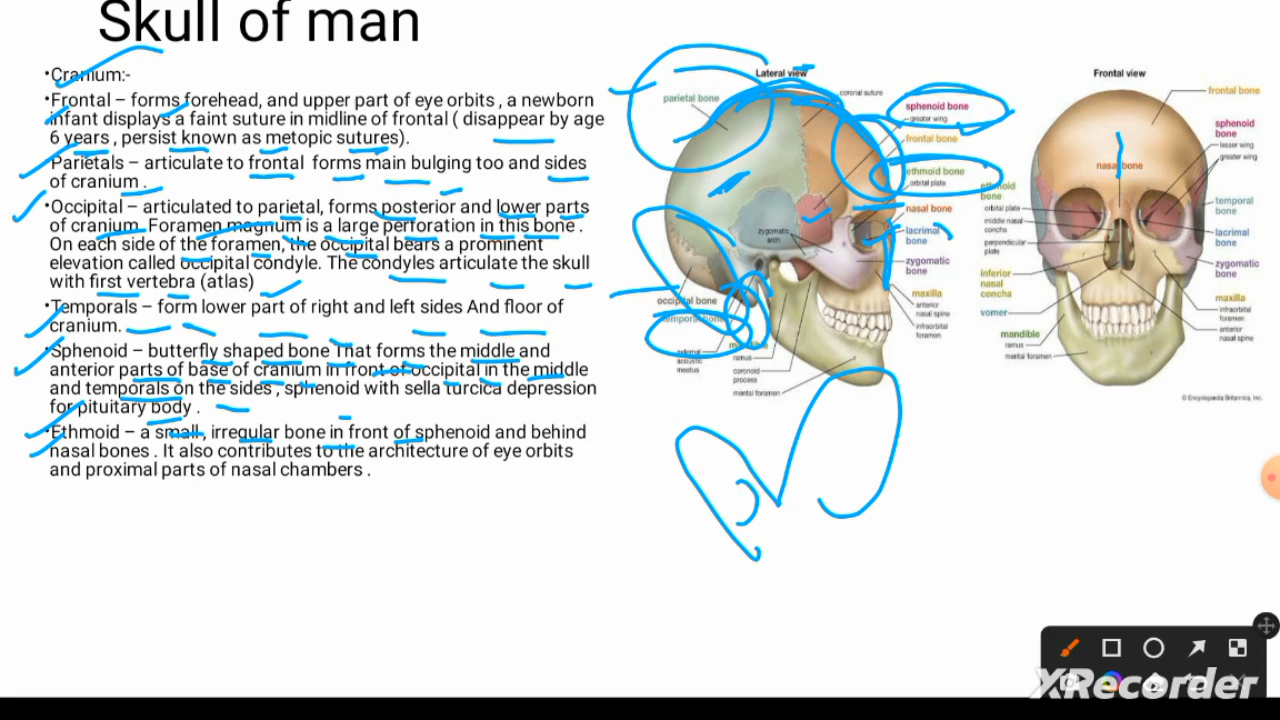 Skull of man
•Cranium:-
•Frontal – forms forehead, and upper part of eye orbits , a newborn
infant displays a faint suture in midline of frontal ( disappear by age
6 years , persist known as metopic sutures).
Parietals – articulate to frontal forms main bulging too and sides
of cranium .
•Occipital – articulated to parietal, forms posterior and lower parts
of cranium. Foramen magnum is a large perforation in this bone .
On each side of the foramen, the occipital bears a prominent
elevation called occipital condyle. The condyles articulate the skull
with first vertebra (atlas)
•Temporals – form lower part of right and left sides And floor of
cranium.
•Sphenoid – butterfly shaped bone That forms the middle and
anterior parts of base of cranium in front of occipital in the middle
and temporals on the sides , sphenoid with sella turcica depression
for pituitary body .
•Ethmoid – a small, irregular bone in front of sphenoid and behind
nasal bones . It also contributes to the architecture of eye orbits
and proximal parts of nasal chambers .
Lateral view
parietal bone
coronal suture
sphenoid bone
greater wing
frontal bone
ethmoid bone
orbital plate
nasal bone
lacrimal
bone
zygomatic
bone
zygomatic
arch
maxilla
anterior
nasal spine
infraorbital
foramen
occipital bone
temporal bone
external
acoustic
meatus
mandible
ramus
coronoid
process
mental foramen
Frontal view
frontal bone
sphenoid
bone
lesser wing
greater wing
nasal bone
ethmoid
bone
orbital plate
middle nasal
concha
perpendicular
plate
temporal
bone
lacrimal
bone
zygomatic
bone
inferior
nasal
concha
vomer
maxilla
infraorbital
foramen
anterior
nasal spine
mandible
ramus
mental foramen
© Encyclopædia Britannica, Inc.
XRecorder